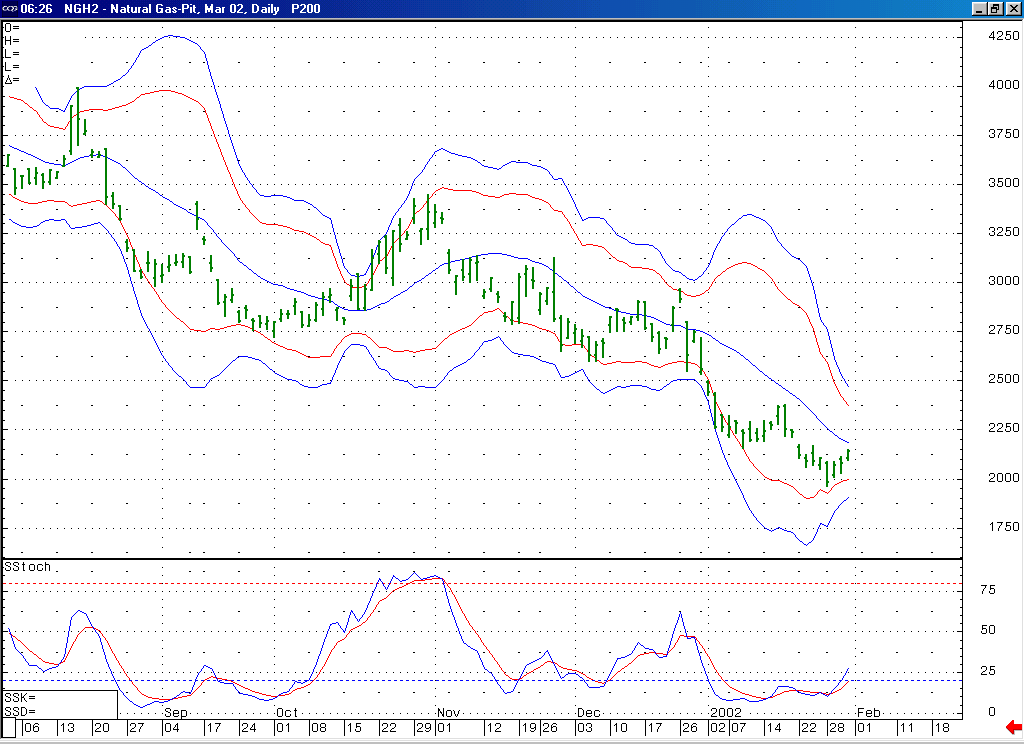 CCP 06:26 NGH2 - Natural Gas-Pit, Mar 02, Daily P200
O=
H=
L=
L=
Δ=
4250
4000
3750
3500
3250
3000
2750
2500
2250
2000
1750
SStoch
75
50
25
0
SSK=
SSD=
Sep Oct Nov Dec 2002 Feb
06 13 20 27 04 17 24 01 08 15 22 29 01 12 19 26 03 10 17 26 02 07 14 22 28 01 11 18